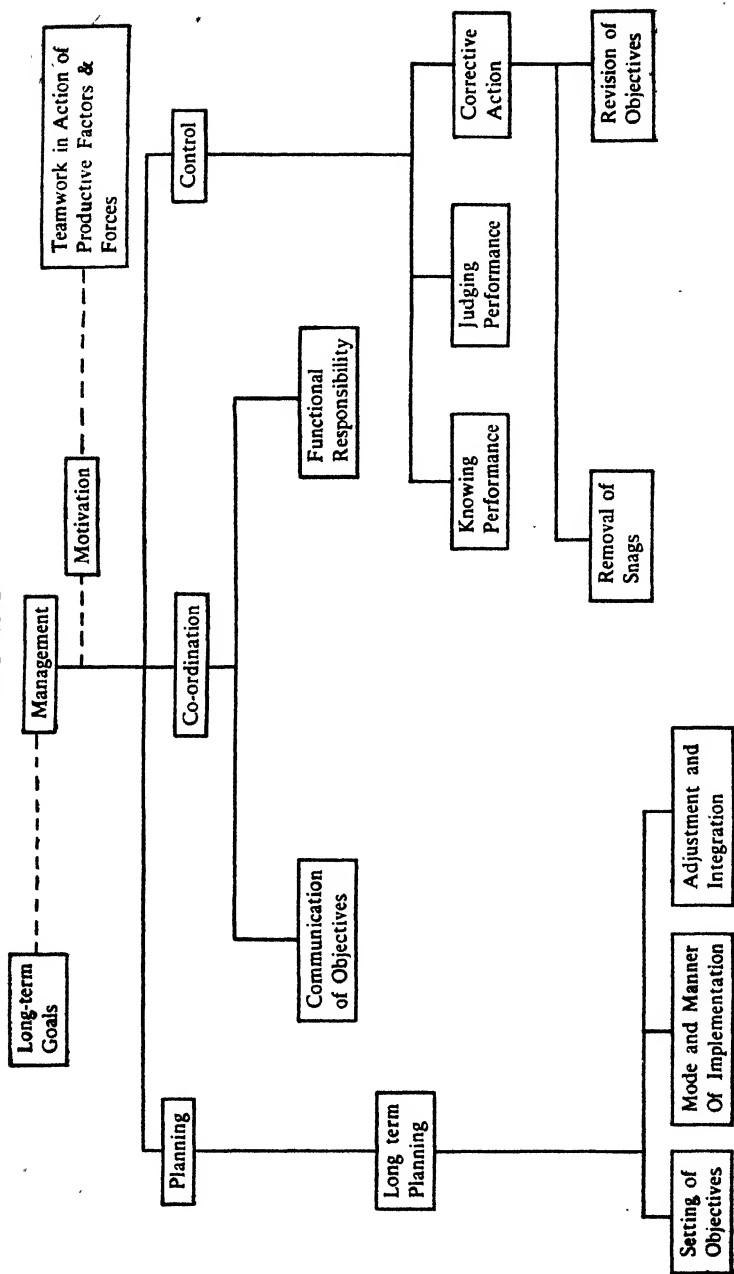 Long-term
Goals
Management
Motivation
Teamwork in Action of
Productive Factors &
Forces
Planning
Co-ordination
Control
Long term
Planning
Communication
of Objectives
Functional
Responsibility
Knowing
Performance
Judging
Performance
Corrective
Action
Setting of
Objectives
Mode and Manner
Of Implementation
Adjustment and
Integration
Removal of
Snags
Revision of
Objectives